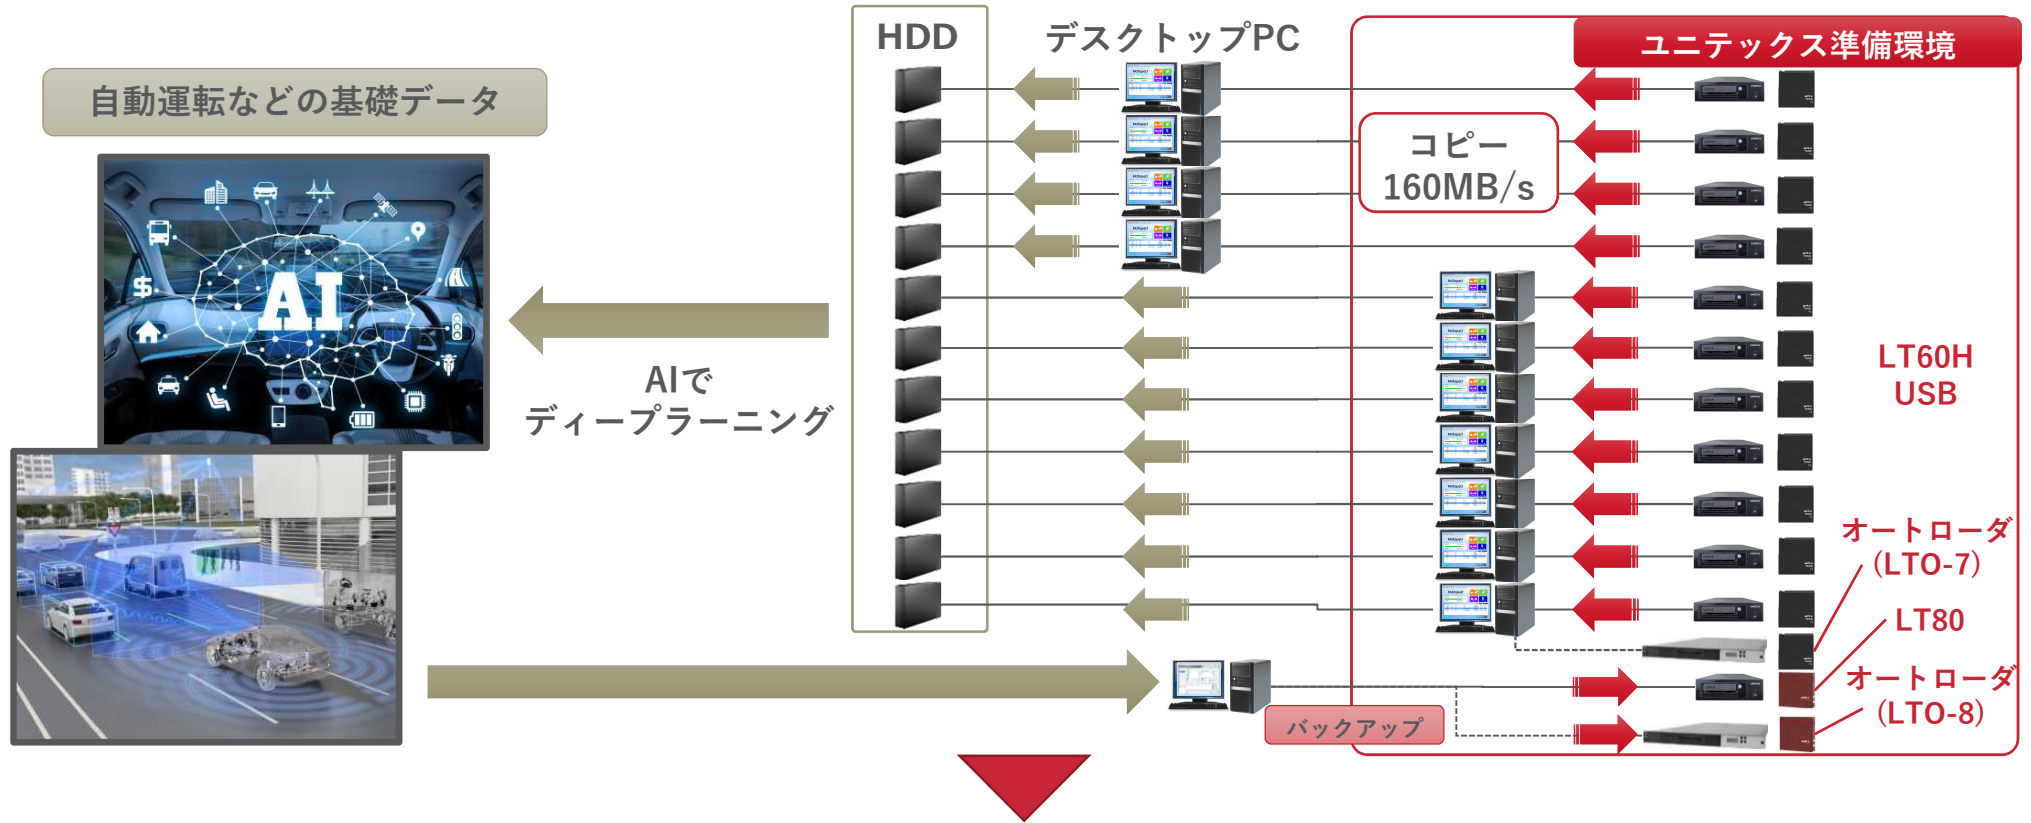 HDD
デスクトップPC
ユニテックス準備環境
自動運転などの基礎データ
コピー
160MB/s
AI
$
AIで
ディープラーニング
LT60H
USB
オートローダ
(LTO-7)
LT80
オートローダ
(LTO-8)
バックアップ